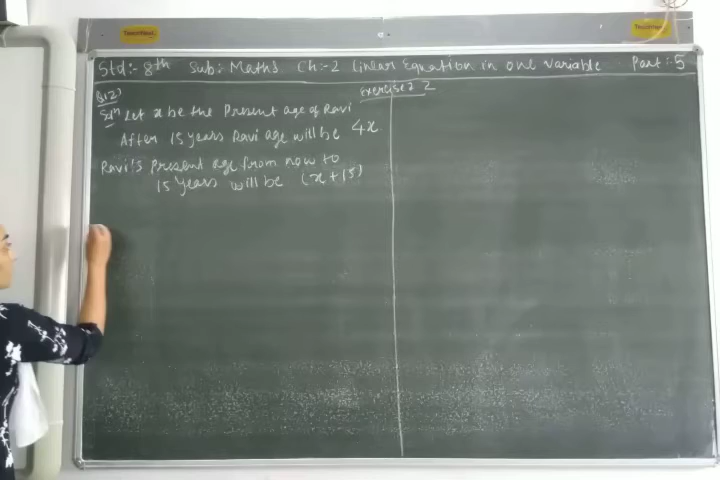 Std:- 8th Sub:- Maths Ch:-2 Linear Equation in one variable Part:-5
Exercise 2.2
Q.12)
Solⁿ Let x be the Present age of Ravi
After 15 years Ravi age will be 4x
Ravi's present age from now to
15 years will be (x+15)